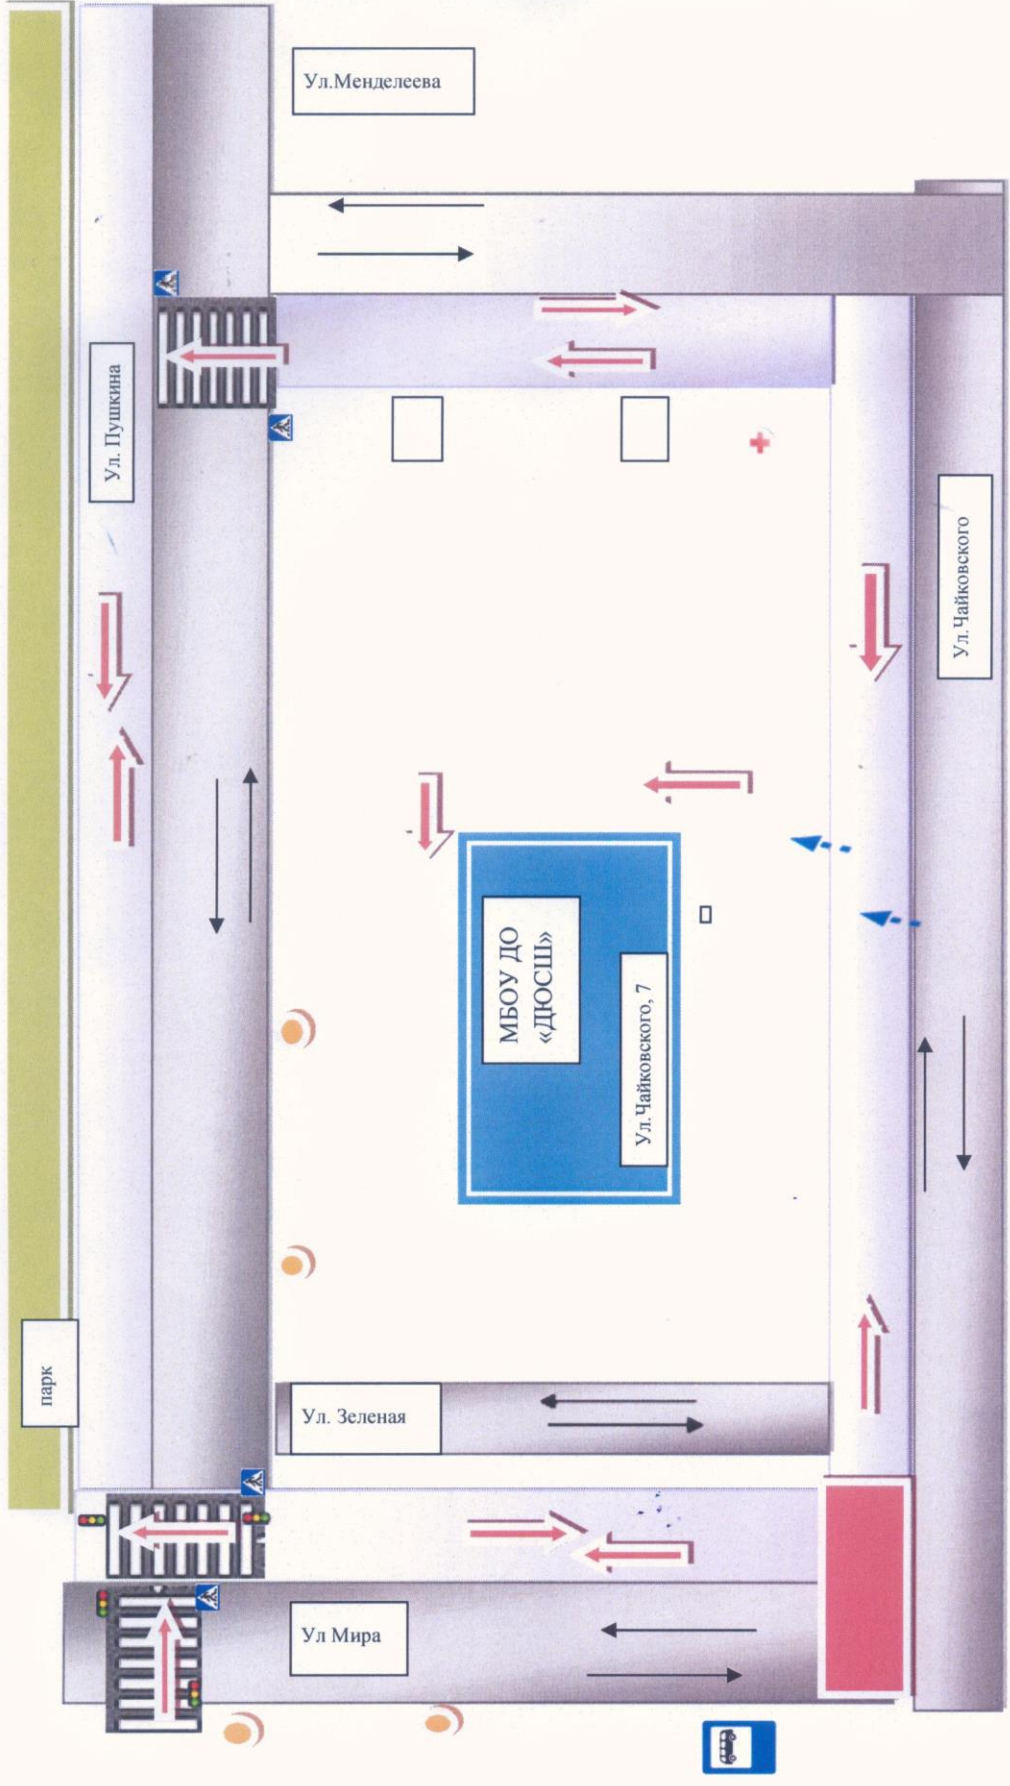 Ул.Менделеева
Ул. Пушкина
Ул.Чайковского
МБОУ ДО
«ДЮСШ»
Ул.Чайковского, 7
парк
Ул. Зеленая
Ул Мира